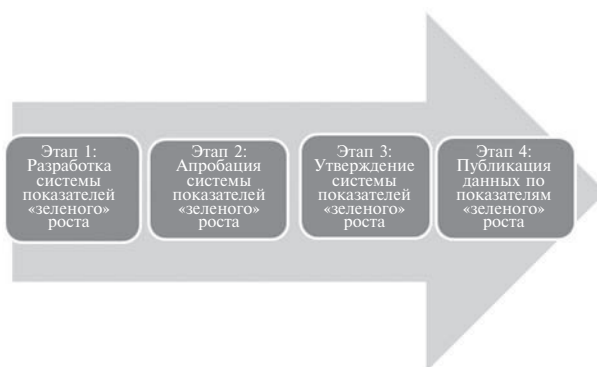 Этап 1:
Разработка
системы
показателей
«зеленого»
роста
Этап 2:
Апробация
системы
показателей
«зеленого»
роста
Этап 3:
Утверждение
системы
показателей
«зеленого»
роста
Этап 4:
Публикация
данных по
показателям
«зеленого»
роста